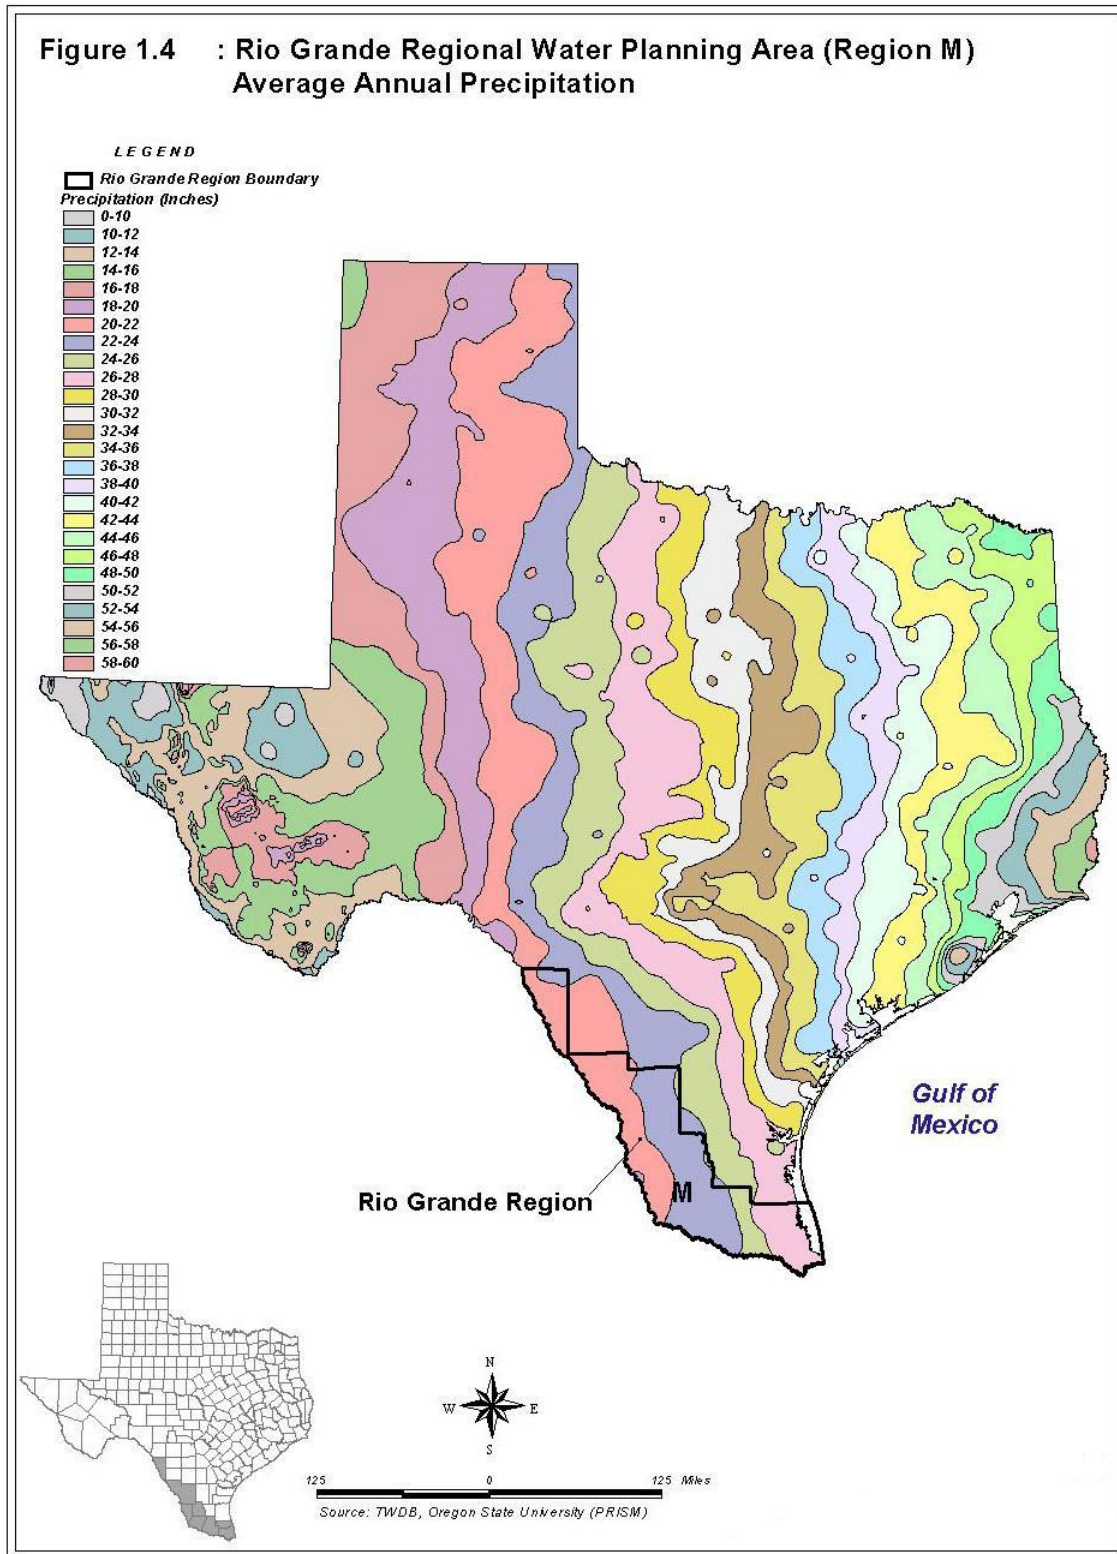 Figure 1.4 : Rio Grande Regional Water Planning Area (Region M)
Average Annual Precipitation
LEGEND
Rio Grande Region Boundary
Precipitation (Inches)
0-10
10-12
12-14
14-16
16-18
18-20
20-22
22-24
24-26
26-28
28-30
30-32
32-34
34-36
36-38
38-40
40-42
42-44
44-46
46-48
48-50
50-52
52-54
54-56
56-58
58-60
Gulf of
Mexico
M
Rio Grande Region
N
W E
S
125 0 125 Miles
Source: TWDB, Oregon State University (PRISM)